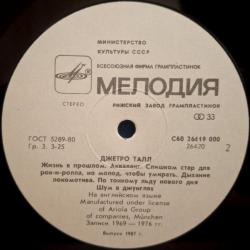 МИНИСТЕРСТВО
КУЛЬТУРЫ СССР
ВСЕСОЮЗНАЯ ФИРМА ГРАМПЛАСТИНОК
МЕЛОДИЯ
СТЕРЕО
РИЖСКИЙ ЗАВОД ГРАМПЛАСТИНОК
33
ГОСТ 5289-80
Гр. 3. 3-25
С60 26419 000
26420 2
ДЖЕТРО ТАЛЛ
Жизнь в прошлом. Акваланг. Слишком стар для
рок-н-ролла, но молод, чтобы умирать. Дыхание
локомотива. По тонкому льду нового дня
Шум в джунглях
На английском языке
Manufactured under license
of Ariola Group
of companies, München
Записи 1969 — 1976 гг.
Выпуск 1987 г.